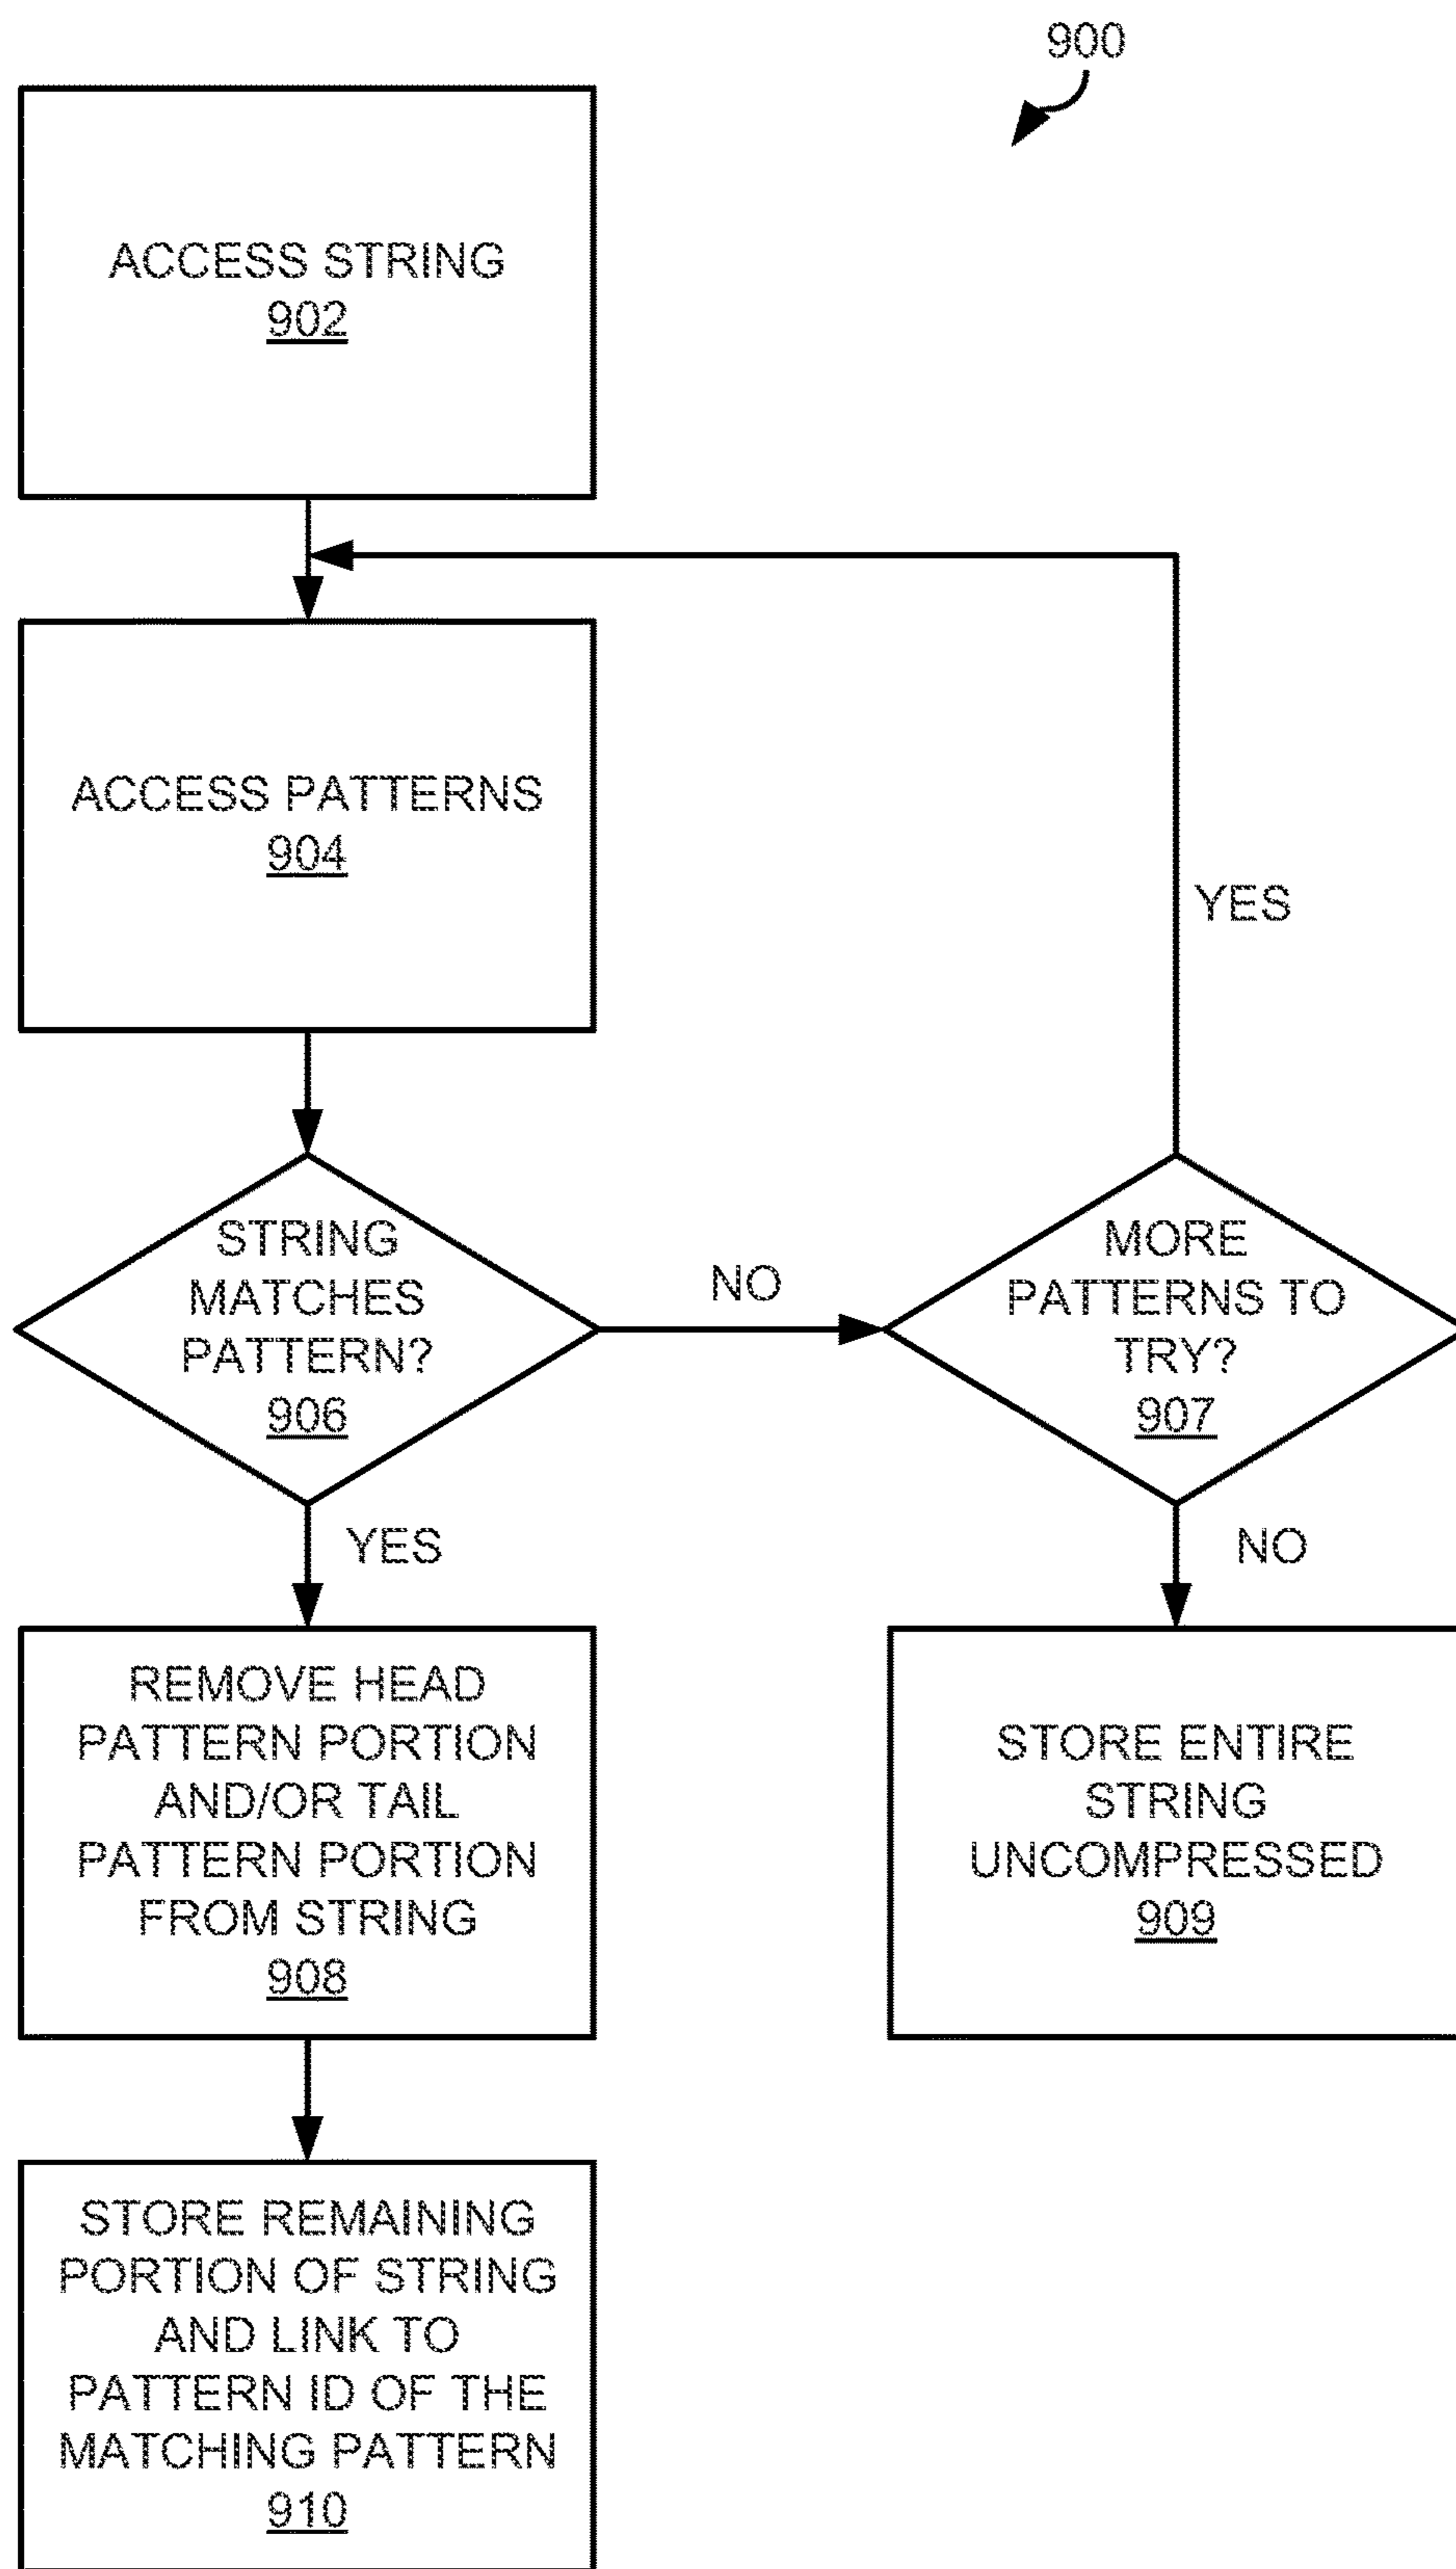 900
ACCESS STRING
902
ACCESS PATTERNS
904
YES
STRING
MATCHES
PATTERN?
906
NO
MORE
PATTERNS TO
TRY?
907
YES
NO
REMOVE HEAD
PATTERN PORTION
AND/OR TAIL
PATTERN PORTION
FROM STRING
908
STORE ENTIRE
STRING
UNCOMPRESSED
909
STORE REMAINING
PORTION OF STRING
AND LINK TO
PATTERN ID OF THE
MATCHING PATTERN
910